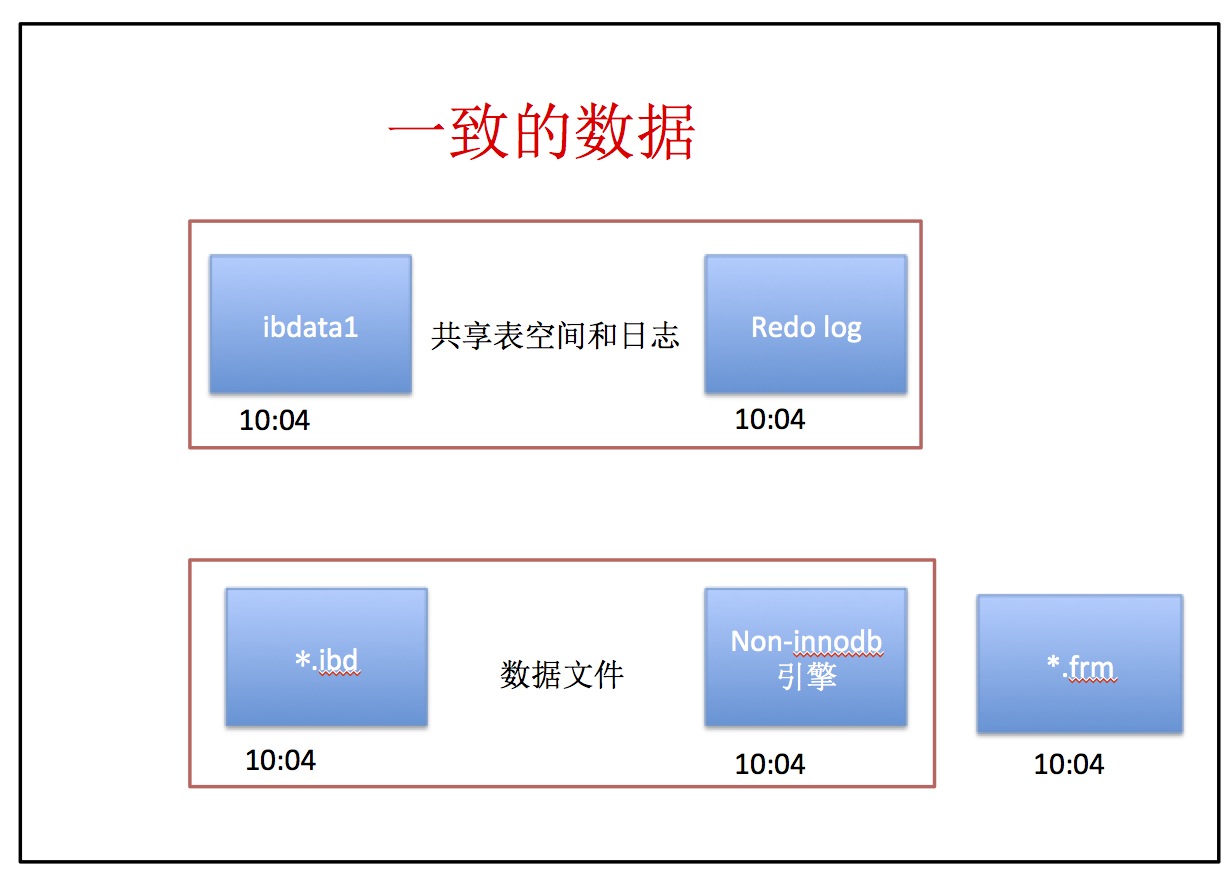 一致的数据
ibdata1
共享表空间和日志
Redo log
10:04
10:04
*.ibd
数据文件
Non-innodb
引擎
*.frm
10:04
10:04
10:04